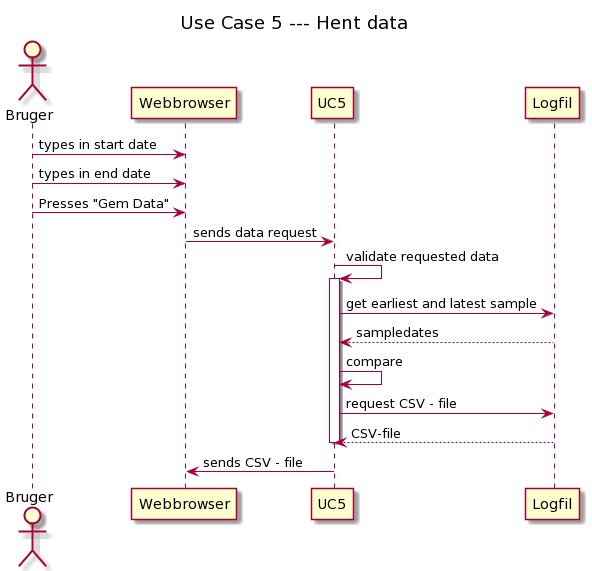 Use Case 5 --- Hent data
Bruger
Webbrowser
UC5
Logfil
types in start date
types in end date
Presses "Gem Data"
sends data request
validate requested data
get earliest and latest sample
sampledates
compare
request CSV - file
CSV-file
sends CSV - file
Bruger
Webbrowser
UC5
Logfil